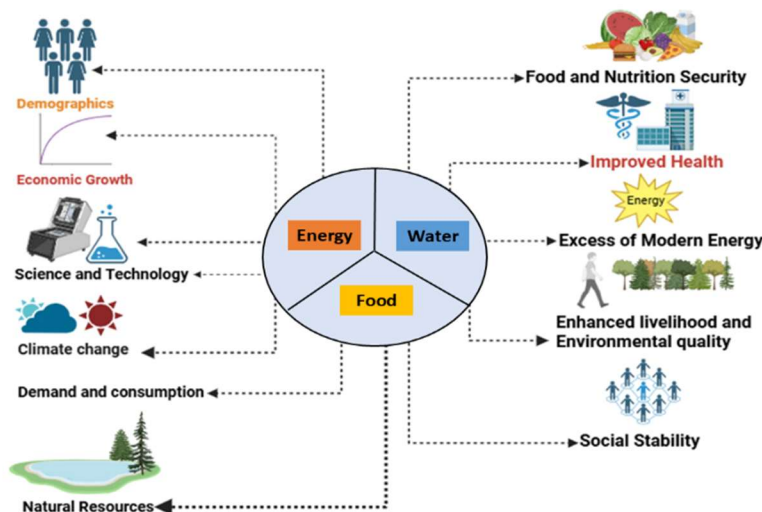 Demographics
Economic Growth
Science and Technology
Climate change
Demand and consumption
Natural Resources
Energy
Water
Food
Food and Nutrition Security
Improved Health
Energy
Excess of Modern Energy
Enhanced livelihood and
Environmental quality
Social Stability